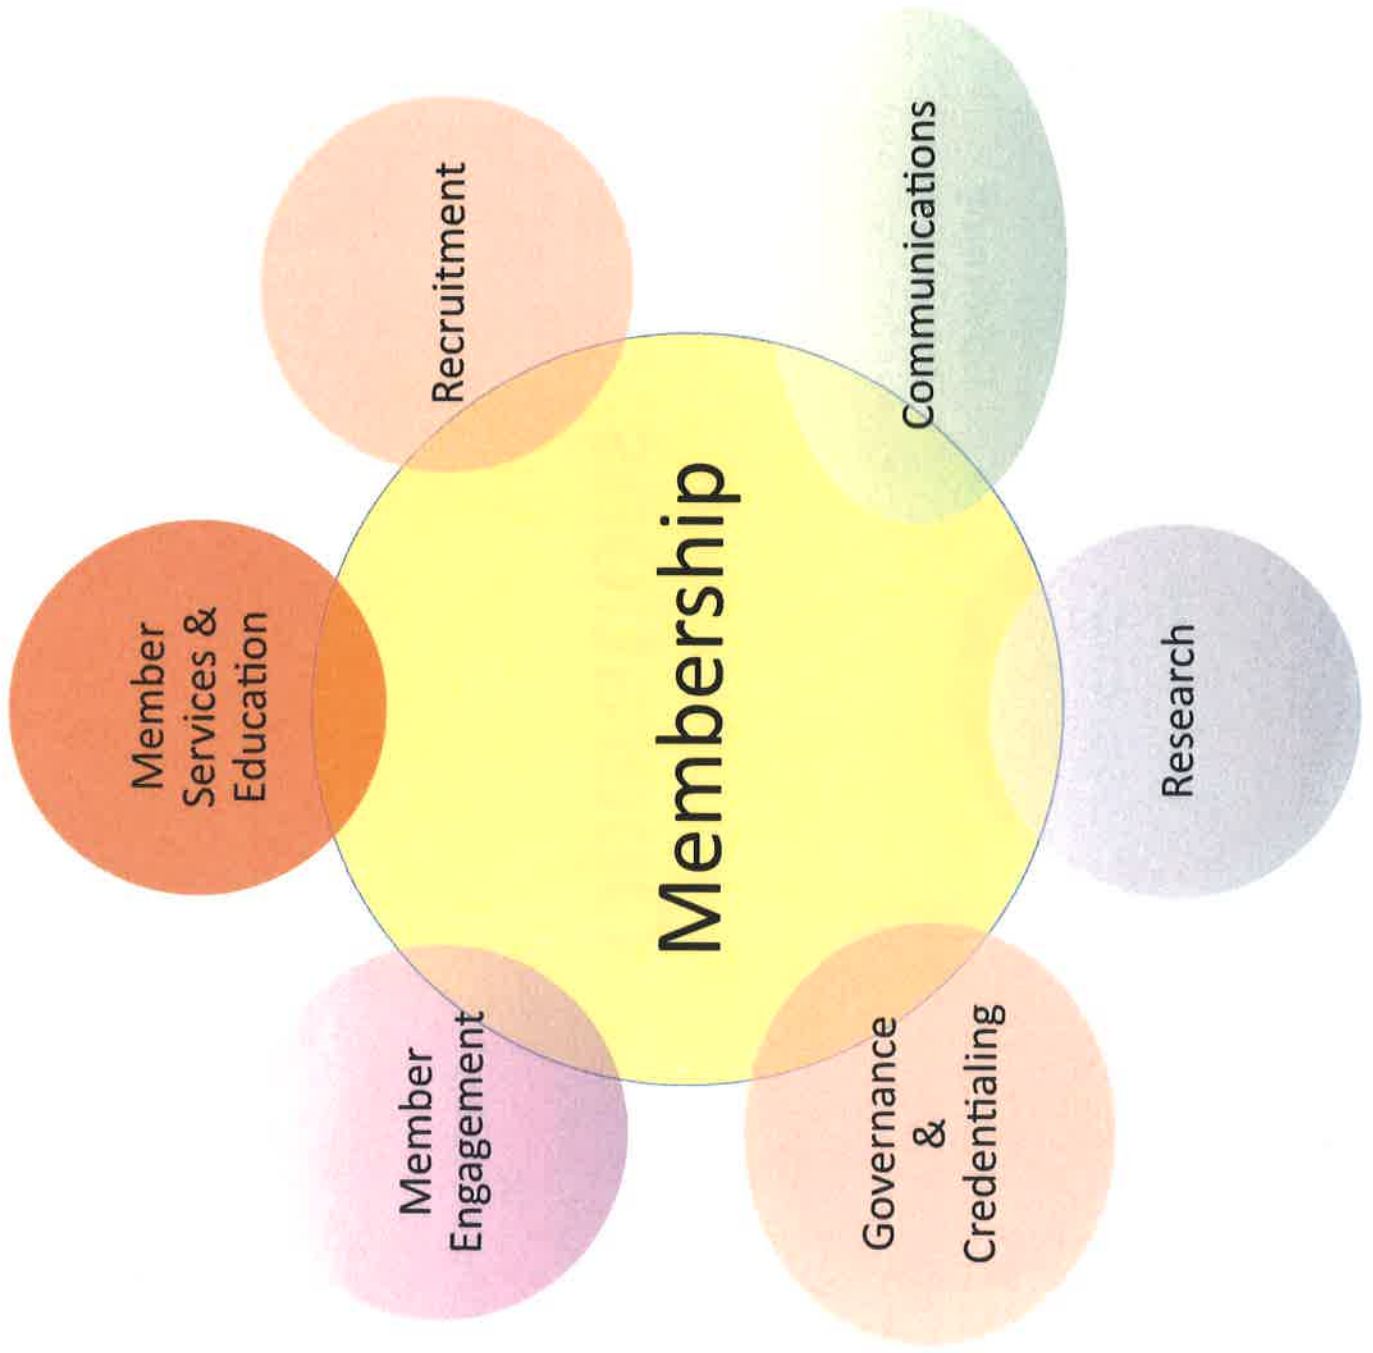 Member
Services &
Education
Member
Engagement
Recruitment
Membership
Governance
&
Credentialing
Communications
Research